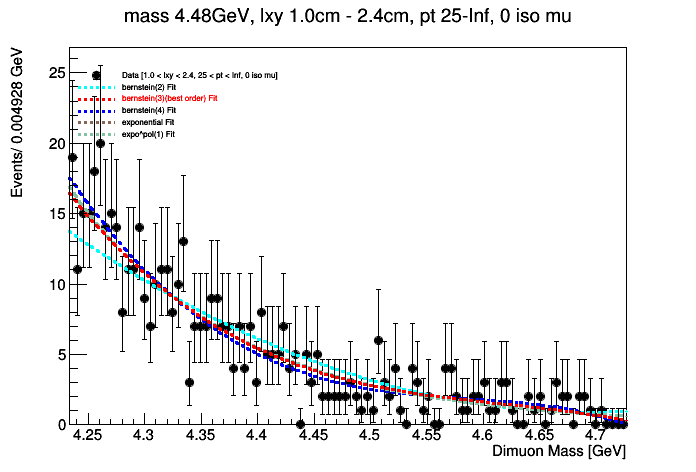 mass 4.48GeV, lxy 1.0cm - 2.4cm, pt 25-Inf, 0 iso mu
Events/ 0.004928 GeV
25
20
15
10
5
0
Data [1.0 < lxy < 2.4, 25 < pt < Inf, 0 iso mu]
bernstein(2) Fit
bernstein(3)(best order) Fit
bernstein(4) Fit
exponential Fit
expo*pol(1) Fit
4.25 4.3 4.35 4.4 4.45 4.5 4.55 4.6 4.65 4.7
Dimuon Mass [GeV]